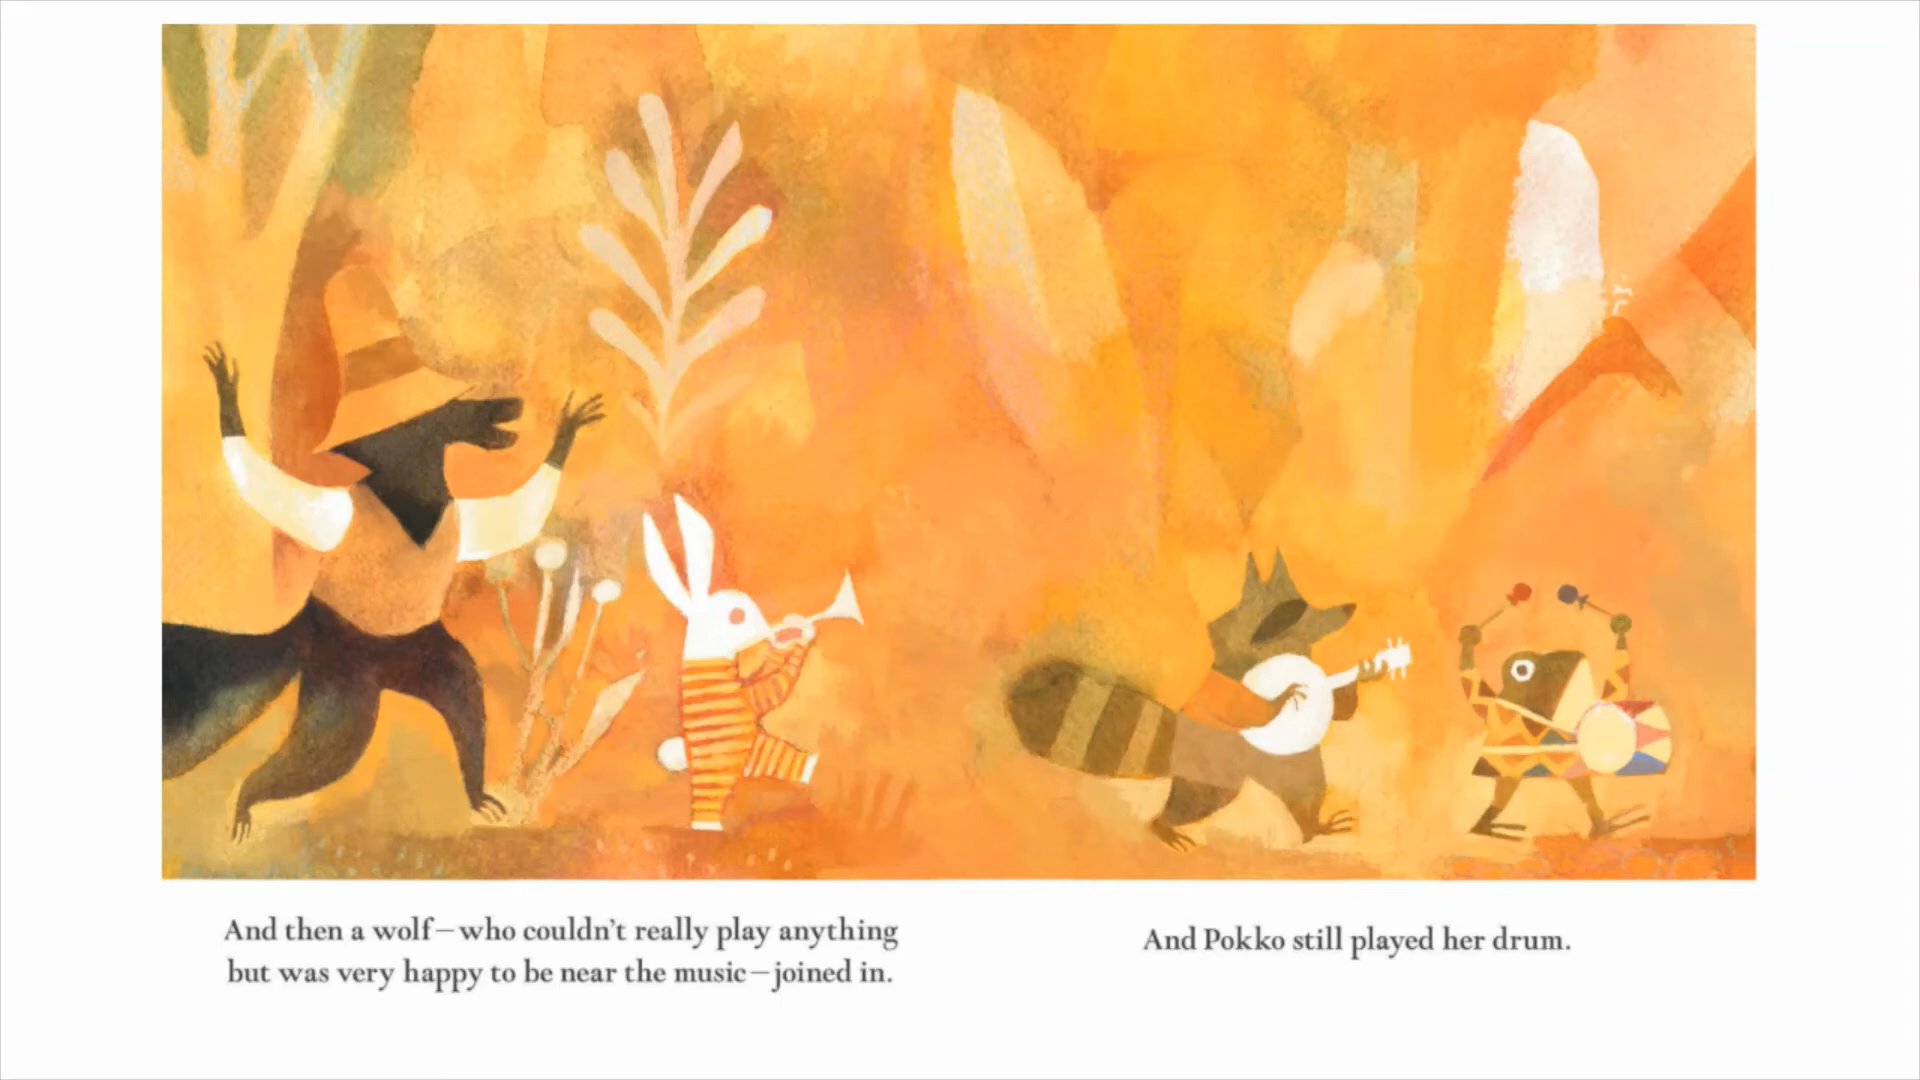 And then a wolf—who couldn't really play anything
but was very happy to be near the music—joined in.
And Pokko still played her drum.